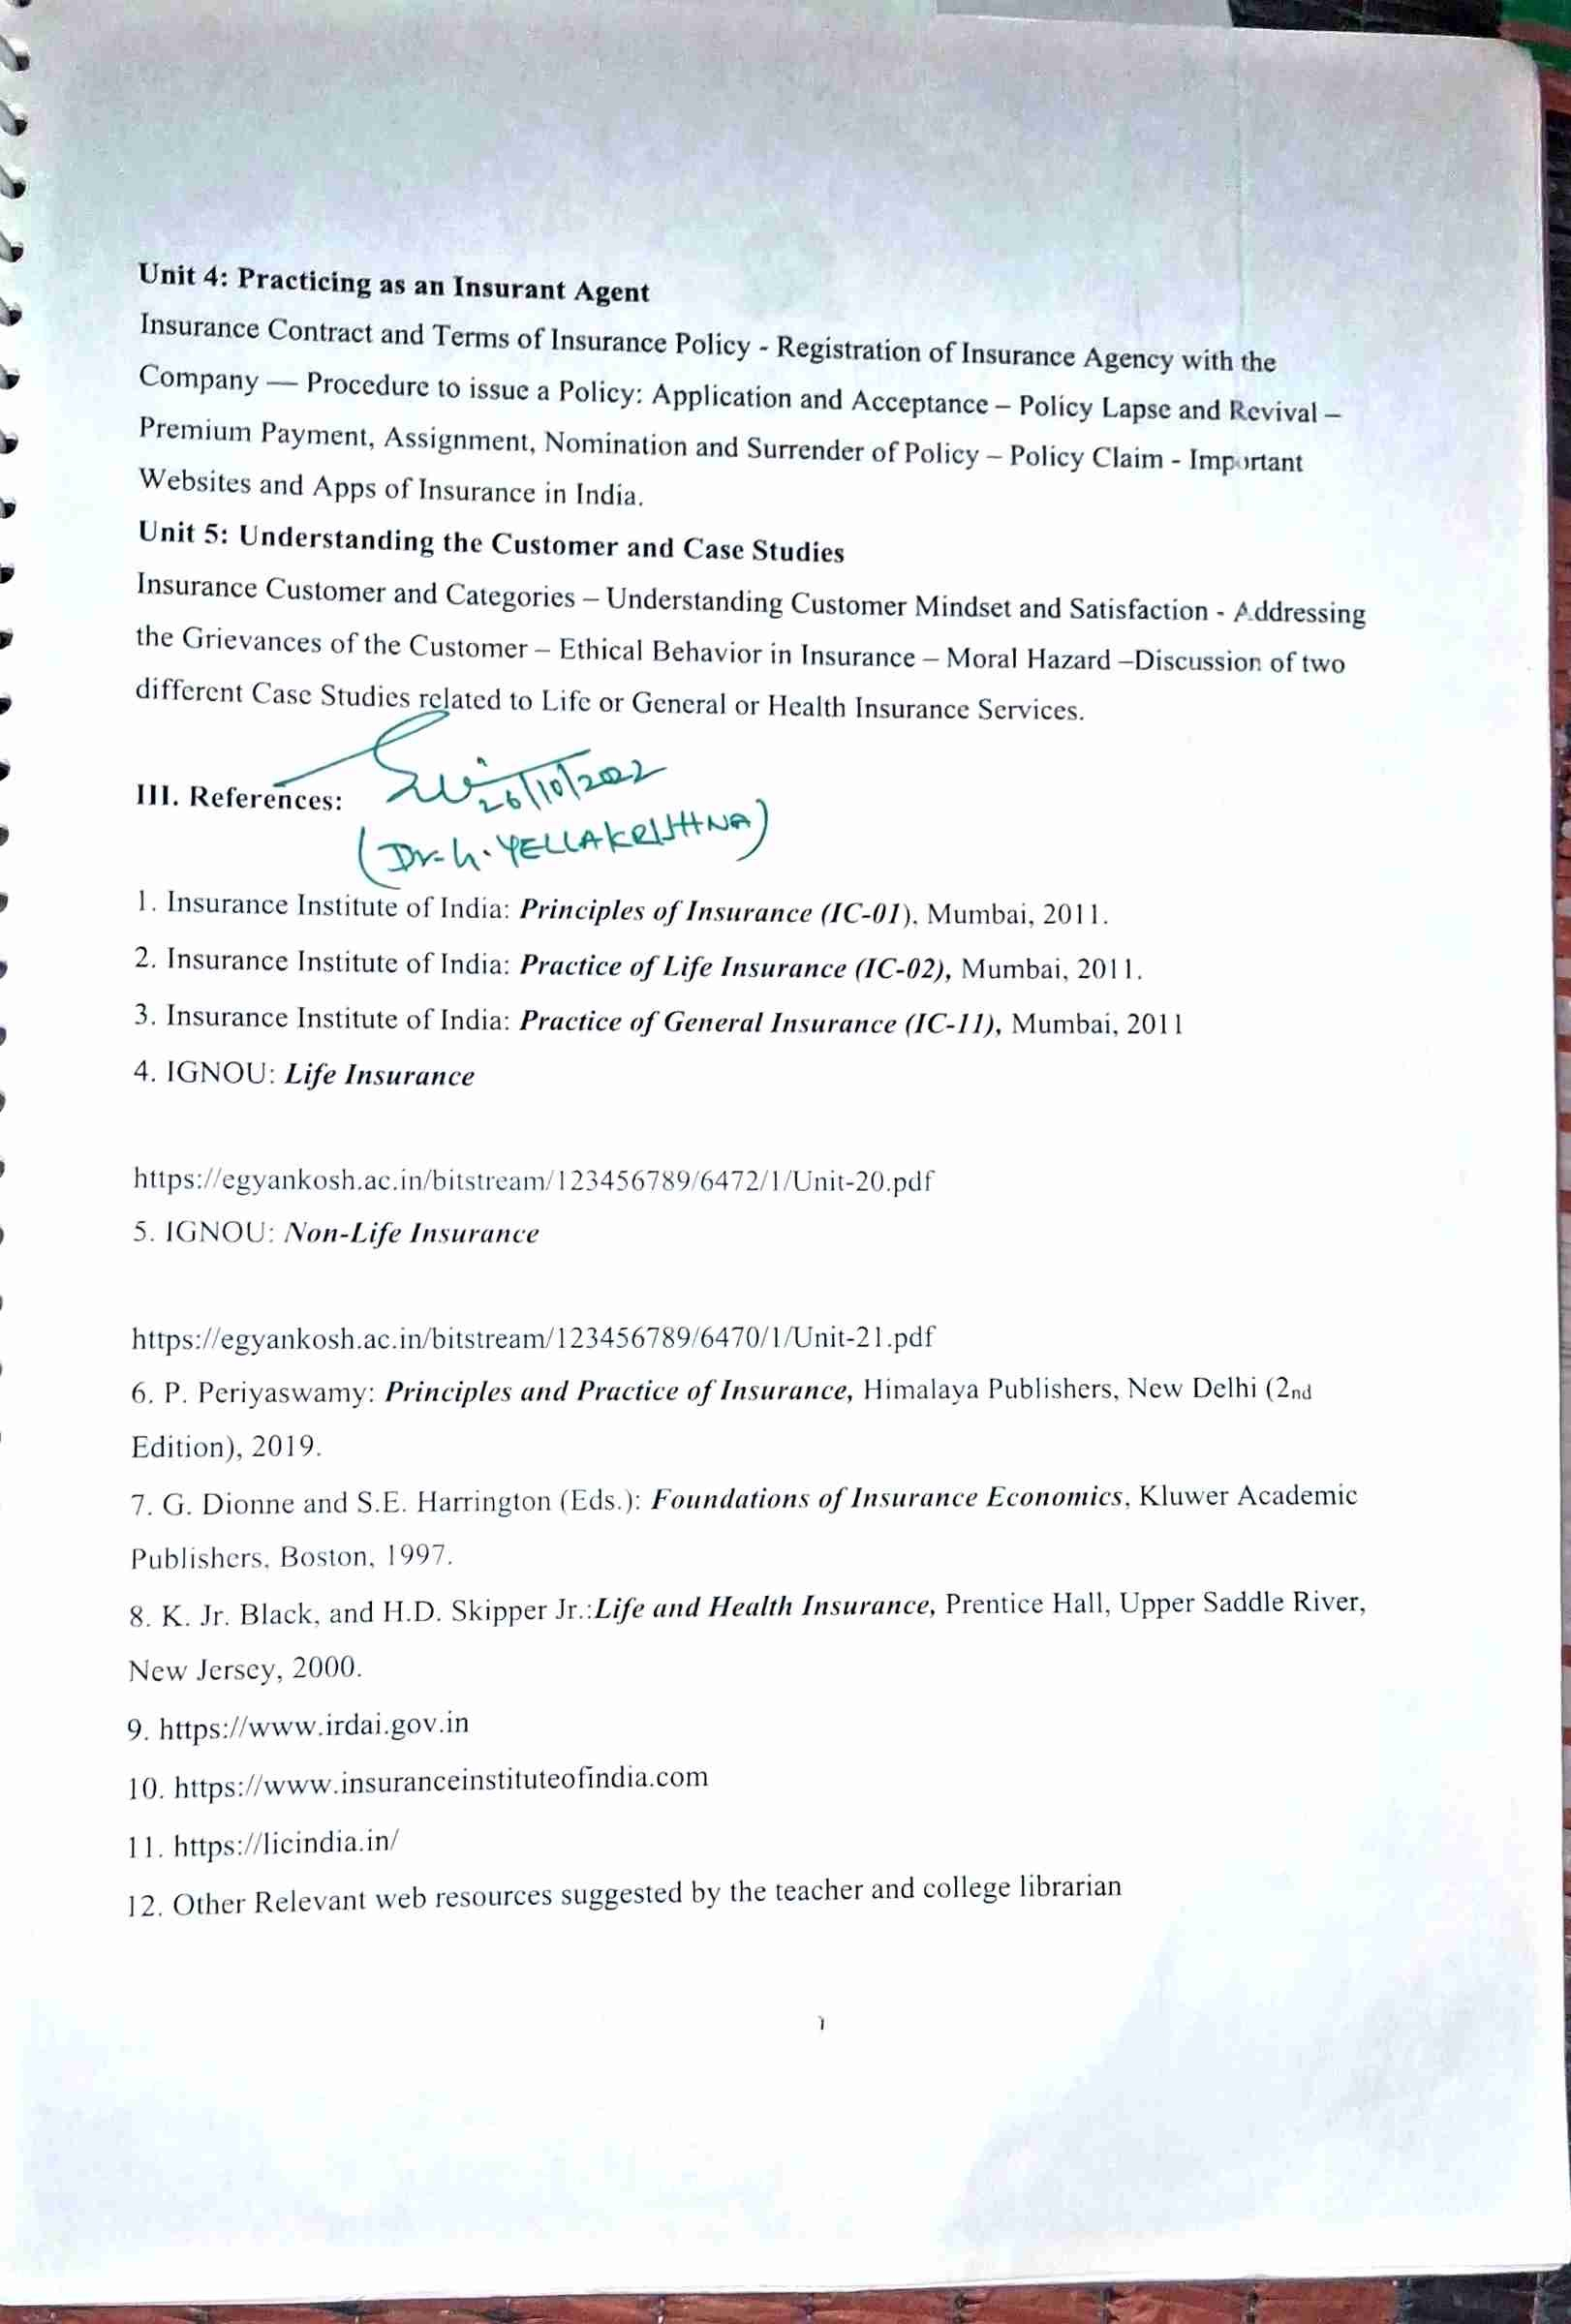 Unit 4: Practicing as an Insurant Agent
Insurance Contract and Terms of Insurance Policy - Registration of Insurance Agency with the
Company — Procedure to issue a Policy: Application and Acceptance – Policy Lapse and Revival –
Premium Payment, Assignment, Nomination and Surrender of Policy – Policy Claim - Important
Websites and Apps of Insurance in India.
Unit 5: Understanding the Customer and Case Studies
Insurance Customer and Categories – Understanding Customer Mindset and Satisfaction - Addressing
the Grievances of the Customer – Ethical Behavior in Insurance – Moral Hazard –Discussion of two
different Case Studies related to Life or General or Health Insurance Services.
26/10/2022
III. References:
(Dr. h. YELLAKRISHNA)
1. Insurance Institute of India: Principles of Insurance (IC-01), Mumbai, 2011.
2. Insurance Institute of India: Practice of Life Insurance (IC-02), Mumbai, 2011.
3. Insurance Institute of India: Practice of General Insurance (IC-11), Mumbai, 2011
4. IGNOU: Life Insurance
https://egyankosh.ac.in/bitstream/123456789/6472/1/Unit-20.pdf
5. IGNOU: Non-Life Insurance
https://egyankosh.ac.in/bitstream/123456789/6470/1/Unit-21.pdf
6. P. Periyaswamy: Principles and Practice of Insurance, Himalaya Publishers, New Delhi (2nd
Edition), 2019.
7. G. Dionne and S.E. Harrington (Eds.): Foundations of Insurance Economics, Kluwer Academic
Publishers, Boston, 1997.
8. K. Jr. Black, and H.D. Skipper Jr.:Life and Health Insurance, Prentice Hall, Upper Saddle River,
New Jersey, 2000.
9. https://www.irdai.gov.in
10. https://www.insuranceinstituteofindia.com
11. https://licindia.in/
12. Other Relevant web resources suggested by the teacher and college librarian